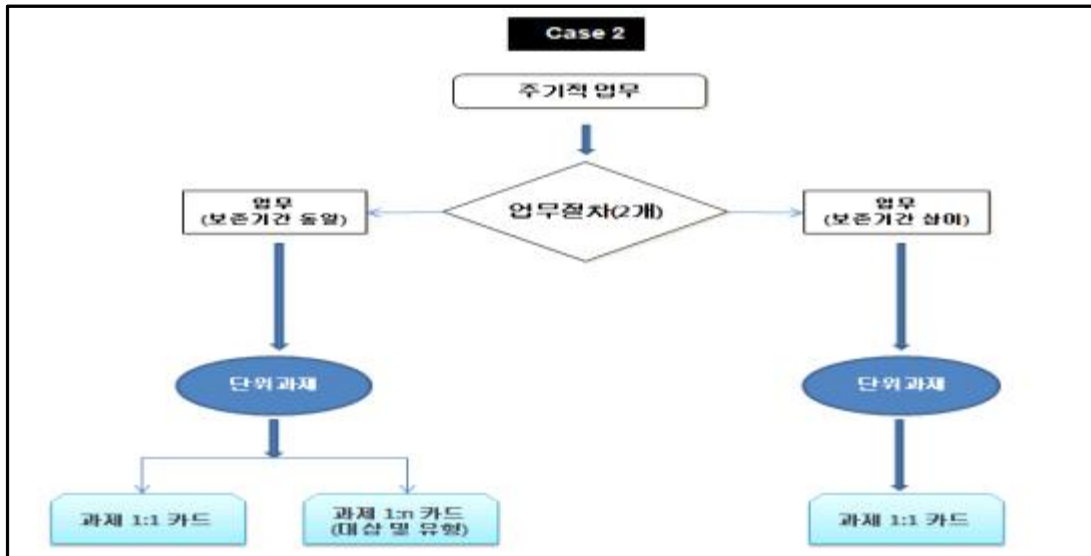 Case 2
주기적 업무
업무절차(2개)
업무
(보존기간 동일)
업무
(보존기간 상이)
단위과제
단위과제
과제 1:1 카드
과제 1:n 카드
(대상 및 유형)
과제 1:1 카드